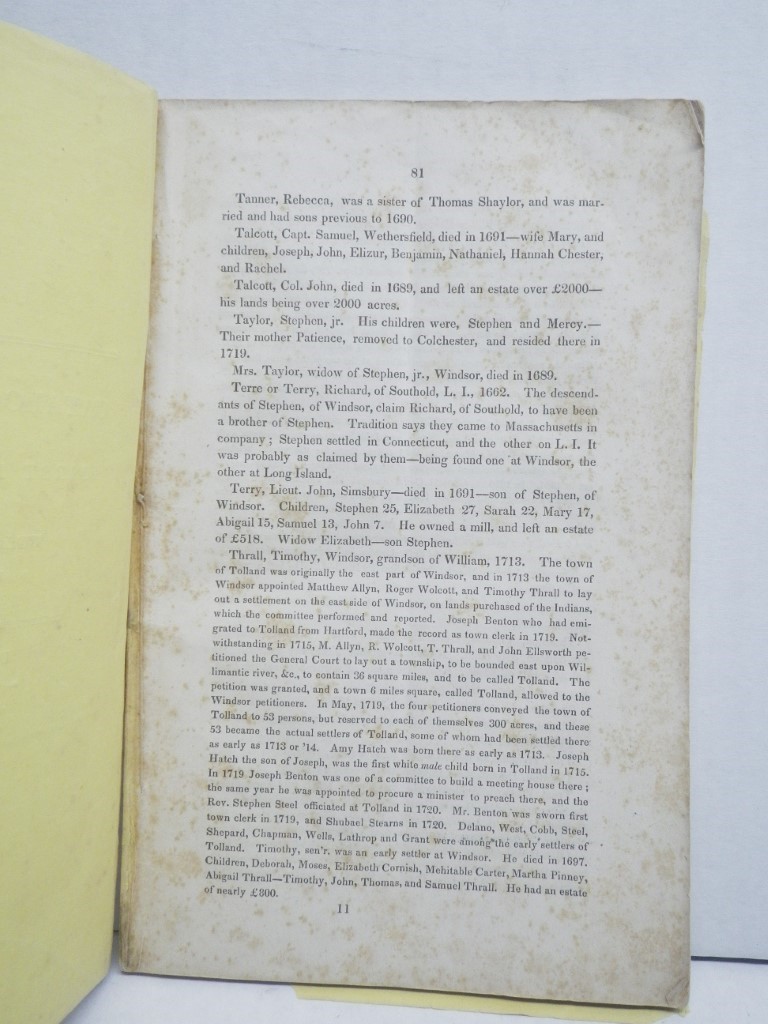 81
Tanner, Rebecca, was a sister of Thomas Shaylor, and was mar-
ried and had sons previous to 1690.
Talcott, Capt. Samuel, Wethersfield, died in 1691—wife Mary, and
children, Joseph, John, Elizur, Benjamin, Nathaniel, Hannah Chester,
and Rachel.
Talcott, Col. John, died in 1689, and left an estate over £2000—
his lands being over 2000 acres.
Taylor, Stephen, jr. His children were, Stephen and Mercy.—
Their mother Patience, removed to Colchester, and resided there in
1719.
Mrs. Taylor, widow of Stephen, jr., Windsor, died in 1689.
Terre or Terry, Richard, of Southold, L. I., 1662. The descend-
ants of Stephen, of Windsor, claim Richard, of Southold, to have been
a brother of Stephen. Tradition says they came to Massachusetts in
company; Stephen settled in Connecticut, and the other on L. I. It
was probably as claimed by them—being found one at Windsor, the
other at Long Island.
Terry, Lieut. John, Simsbury—died in 1691—son of Stephen, of
Windsor. Children, Stephen 25, Elizabeth 27, Sarah 22, Mary 17,
Abigail 15, Samuel 13, John 7. He owned a mill, and left an estate
of £518. Widow Elizabeth—son Stephen.
Thrall, Timothy, Windsor, grandson of William, 1713. The town
of Tolland was originally the east part of Windsor, and in 1713 the town of
Windsor appointed Matthew Allyn, Roger Wolcott, and Timothy Thrall to lay
out a settlement on the east side of Windsor, on lands purchased of the Indians,
which the committee performed and reported. Joseph Benton who had emi-
grated to Tolland from Hartford, made the record as town clerk in 1719. Not-
withstanding in 1715, M. Allyn, R. Wolcott, T. Thrall, and John Ellsworth pe-
titioned the General Court to lay out a township, to be bounded east upon Wil-
limantic river, &c., to contain 36 square miles, and to be called Tolland. The
petition was granted, and a town 6 miles square, called Tolland, allowed to the
Windsor petitioners. In May, 1719, the four petitioners conveyed the town of
Tolland to 53 persons, but reserved to each of themselves 300 acres, and these
53 became the actual settlers of Tolland, some of whom had been settled there
as early as 1713 or '14. Amy Hatch was born there as early as 1713. Joseph
Hatch the son of Joseph, was the first white male child born in Tolland in 1715.
In 1719 Joseph Benton was one of a committee to build a meeting house there;
the same year he was appointed to procure a minister to preach there, and the
Rev. Stephen Steel officiated at Tolland in 1720. Mr. Benton was sworn first
town clerk in 1719, and Shubael Stearns in 1720. Delano, West, Cobb, Steel,
Shepard, Chapman, Wells, Lathrop and Grant were among the early settlers of
Tolland. Timothy, sen'r. was an early settler at Windsor. He died in 1697.
Children, Deborah, Moses, Elizabeth Cornish, Mehitable Carter, Martha Pinney,
Abigail Thrall—Timothy, John, Thomas, and Samuel Thrall. He had an estate
of nearly £300.
11